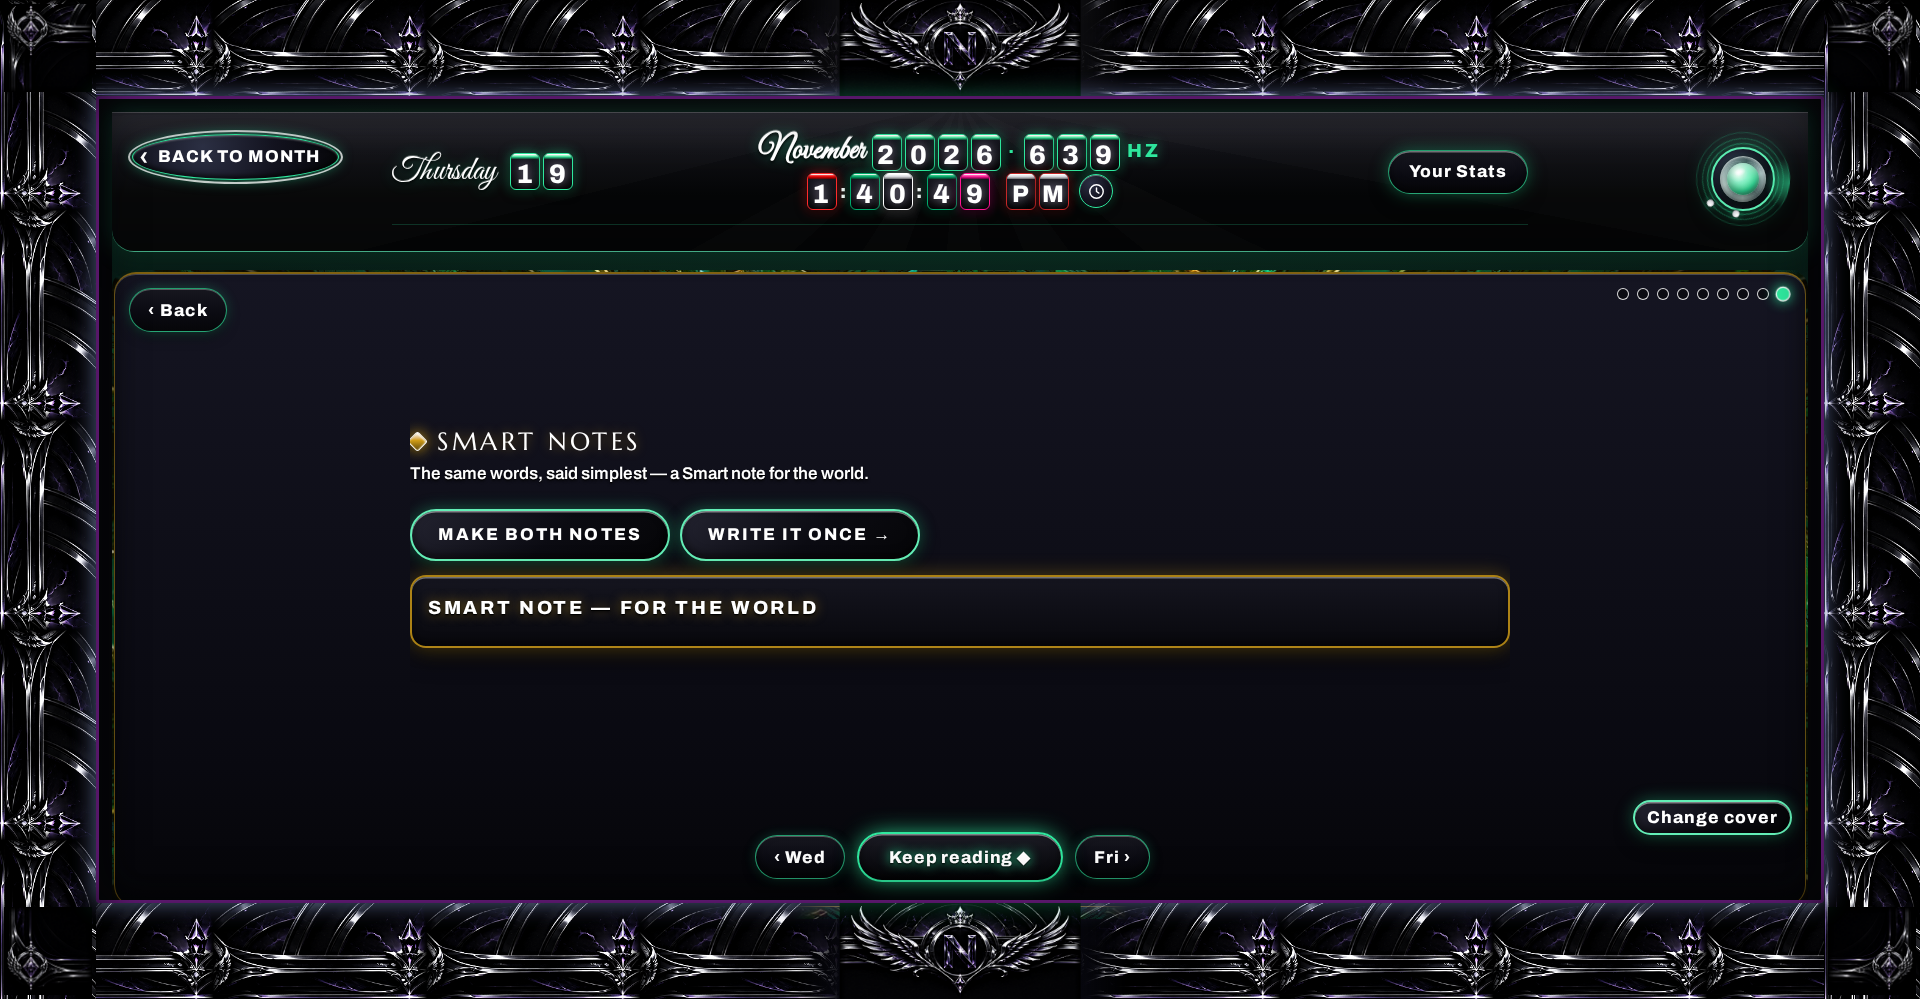 ‹ BACK TO MONTH
Thursday 19
November 2026 · 639 HZ
1:40:49 PM
Your Stats
‹ Back
SMART NOTES
The same words, said simplest — a Smart note for the world.
MAKE BOTH NOTES
WRITE IT ONCE →
SMART NOTE — FOR THE WORLD
Change cover
‹ Wed
Keep reading ◆
Fri ›
N
N